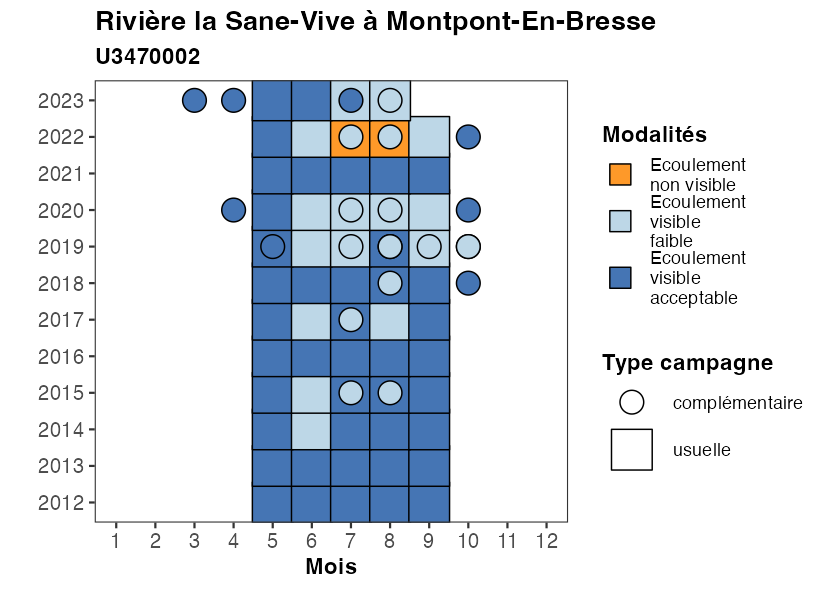 Rivière la Sane-Vive à Montpont-En-Bresse
U3470002
2023
2022
2021
2020
2019
2018
2017
2016
2015
2014
2013
2012
1 2 3 4 5 6 7 8 9 10 11 12
Mois
Modalités
Ecoulement
non visible
Ecoulement
visible
faible
Ecoulement
visible
acceptable
Type campagne
complémentaire
usuelle